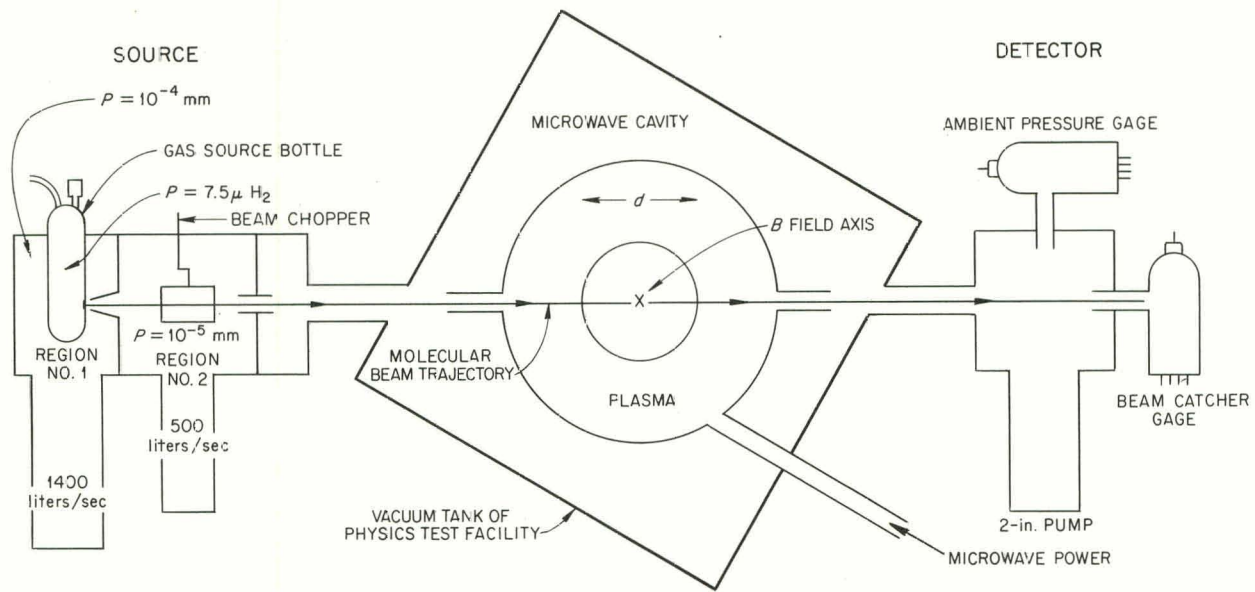 SOURCE
P = 10⁻⁴ mm
GAS SOURCE BOTTLE
P = 7.5μ H₂
BEAM CHOPPER
P = 10⁻⁵ mm
REGION
NO. 1
REGION
NO. 2
500
liters/sec
1400
liters/sec
MICROWAVE CAVITY
d
B FIELD AXIS
X
MOLECULAR
BEAM TRAJECTORY
PLASMA
VACUUM TANK OF
PHYSICS TEST FACILITY
MICROWAVE POWER
DETECTOR
AMBIENT PRESSURE GAGE
BEAM CATCHER
GAGE
2-in. PUMP